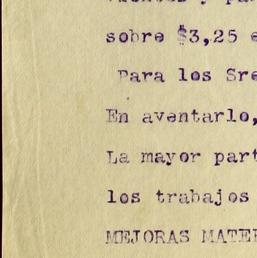 sobre $3,25 e
Para los Sre
En aventarlo,
La mayor part
los trabajos
MEJORAS MATE